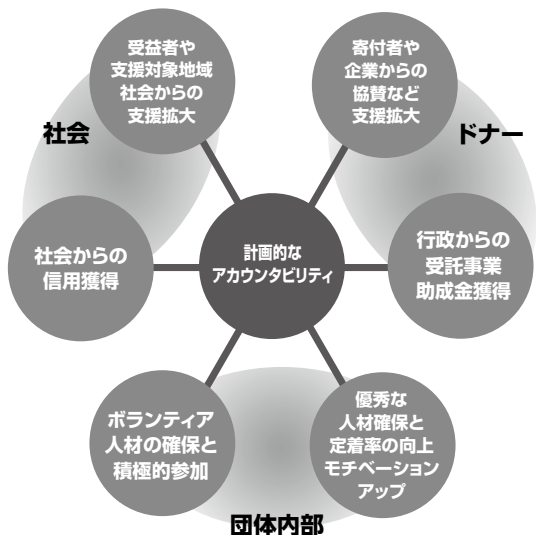 受益者や
支援対象地域
社会からの
支援拡大
寄付者や
企業からの
協賛など
支援拡大
社会
ドナー
社会からの
信用獲得
計画的な
アカウンタビリティ
行政からの
受託事業
助成金獲得
ボランティア
人材の確保と
積極的参加
優秀な
人材確保と
定着率の向上
モチベーション
アップ
団体内部